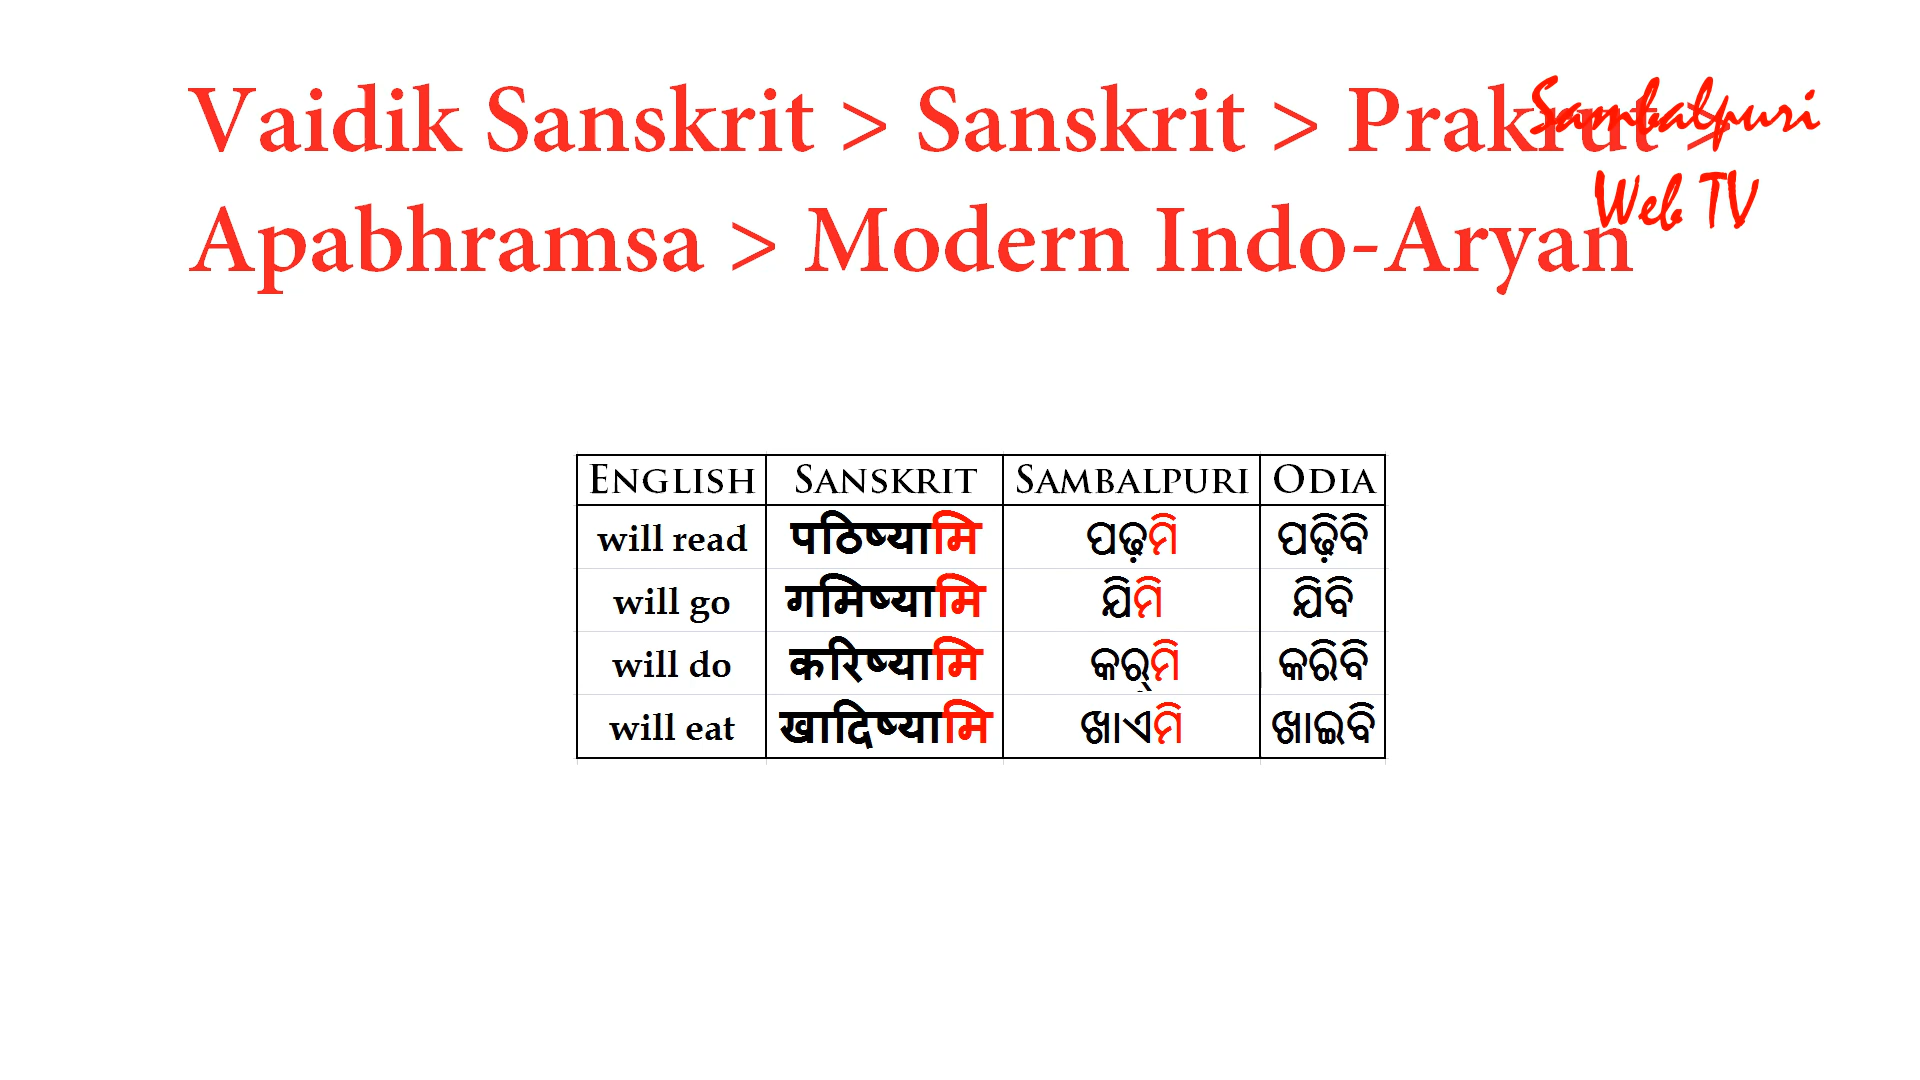 Vaidik Sanskrit > Sanskrit > Prakrut >
Apabhramsa > Modern Indo-Aryan
Sambalpuri
Web TV
ENGLISH SANSKRIT SAMBALPURI ODIA
will read पठिष्यामि ପଢ଼ମି ପଢ଼ିବି
will go गमिष्यामि ଯିମି ଯିବି
will do करिष्यामि କର୍‌ମି କରିବି
will eat खादिष्यामि ଖାଏମି ଖାଇବି